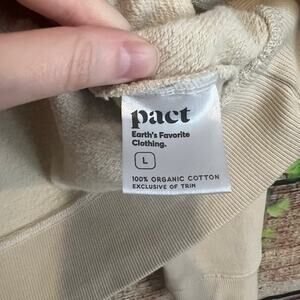 pact
Earth's Favorite
Clothing.
L
100% ORGANIC COTTON
EXCLUSIVE OF TRIM